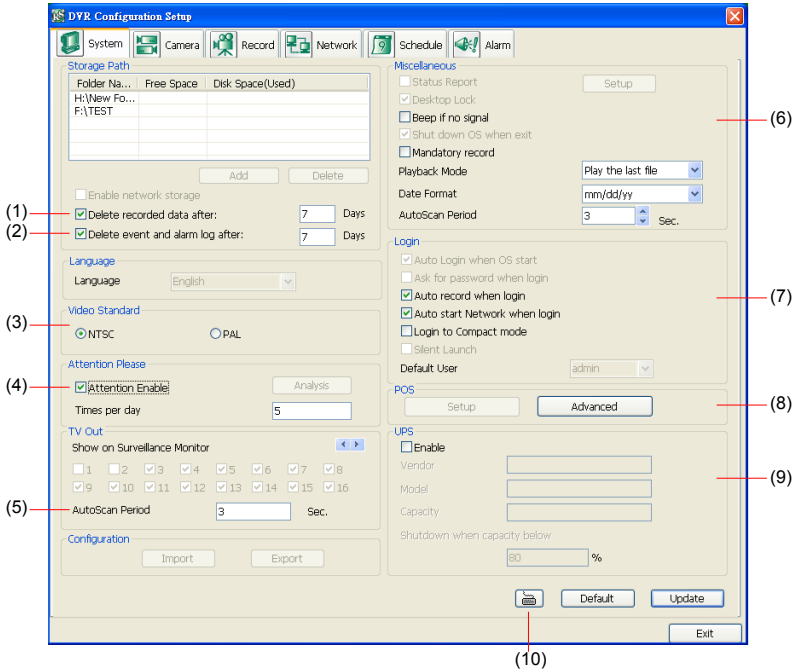 DVR Configuration Setup
System Camera Record Network Schedule Alarm
Storage Path
Folder Na... Free Space Disk Space(Used)
H:\New Fo...
F:\TEST
Add Delete
Enable network storage
(1) Delete recorded data after: 7 Days
(2) Delete event and alarm log after: 7 Days
Language
Language English
Video Standard
(3)
NTSC PAL
Attention Please
(4) Attention Enable Analysis
Times per day 5
TV Out
Show on Surveillance Monitor
1 2 3 4 5 6 7 8
9 10 11 12 13 14 15 16
(5) AutoScan Period 3 Sec.
Configuration
Import Export
Miscellaneous
Status Report Setup
Desktop Lock
Beep if no signal
(6)
Shut down OS when exit
Mandatory record
Playback Mode Play the last file
Date Format mm/dd/yy
AutoScan Period 3 Sec.
Login
Auto Login when OS start
Ask for password when login
Auto record when login
(7)
Auto start Network when login
Login to Compact mode
Silent Launch
Default User admin
POS
Setup Advanced
(8)
UPS
Enable
Vendor
(9)
Model
Capacity
Shutdown when capacity below
80 %
Default Update
Exit
(10)